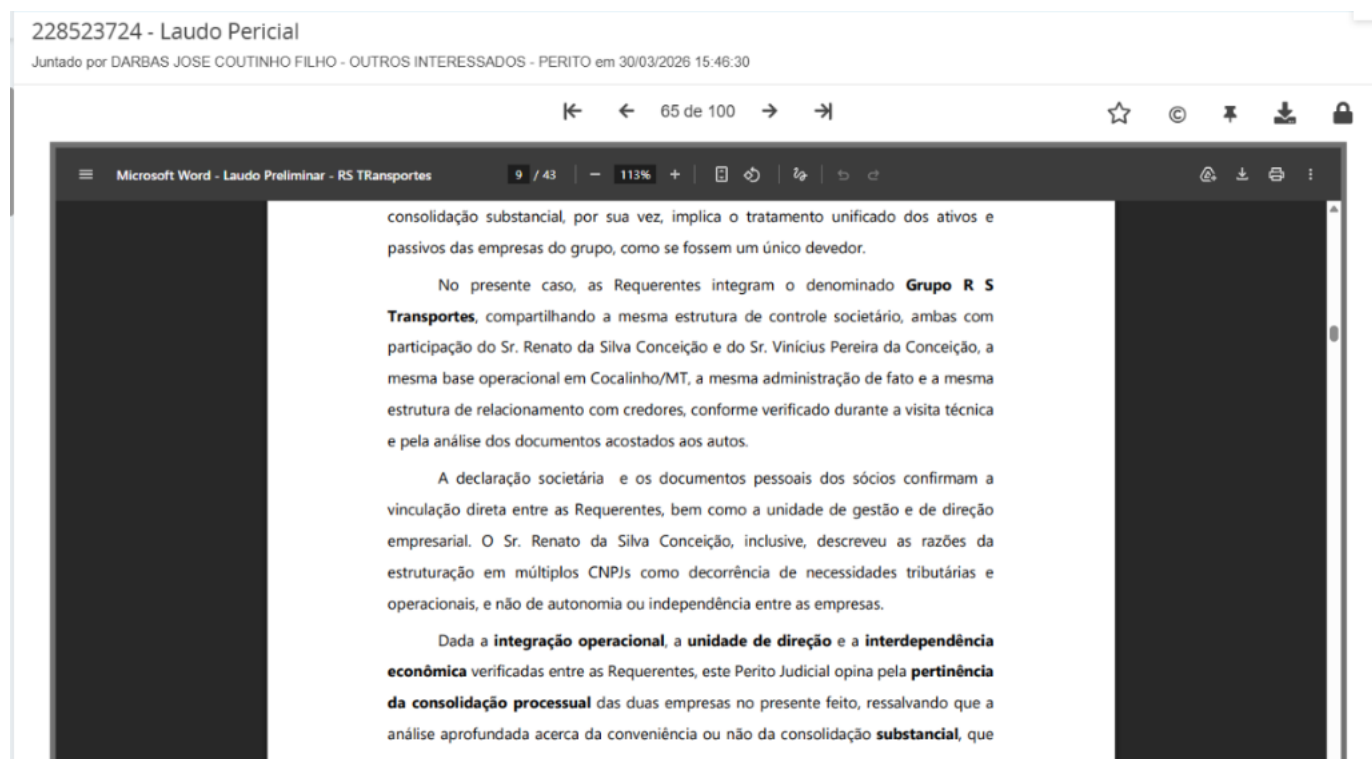 228523724 - Laudo Pericial
Juntado por DARBAS JOSE COUTINHO FILHO - OUTROS INTERESSADOS - PERITO em 30/03/2026 15:46:30
65 de 100
Microsoft Word - Laudo Preliminar - RS TRansportes
9 / 43
113%
consolidação substancial, por sua vez, implica o tratamento unificado dos ativos e
passivos das empresas do grupo, como se fossem um único devedor.
No presente caso, as Requerentes integram o denominado Grupo R S
Transportes, compartilhando a mesma estrutura de controle societário, ambas com
participação do Sr. Renato da Silva Conceição e do Sr. Vinícius Pereira da Conceição, a
mesma base operacional em Cocalinho/MT, a mesma administração de fato e a mesma
estrutura de relacionamento com credores, conforme verificado durante a visita técnica
e pela análise dos documentos acostados aos autos.
A declaração societária e os documentos pessoais dos sócios confirmam a
vinculação direta entre as Requerentes, bem como a unidade de gestão e de direção
empresarial. O Sr. Renato da Silva Conceição, inclusive, descreveu as razões da
estruturação em múltiplos CNPJs como decorrência de necessidades tributárias e
operacionais, e não de autonomia ou independência entre as empresas.
Dada a integração operacional, a unidade de direção e a interdependência
econômica verificadas entre as Requerentes, este Perito Judicial opina pela pertinência
da consolidação processual das duas empresas no presente feito, ressalvando que a
análise aprofundada acerca da conveniência ou não da consolidação substancial, que